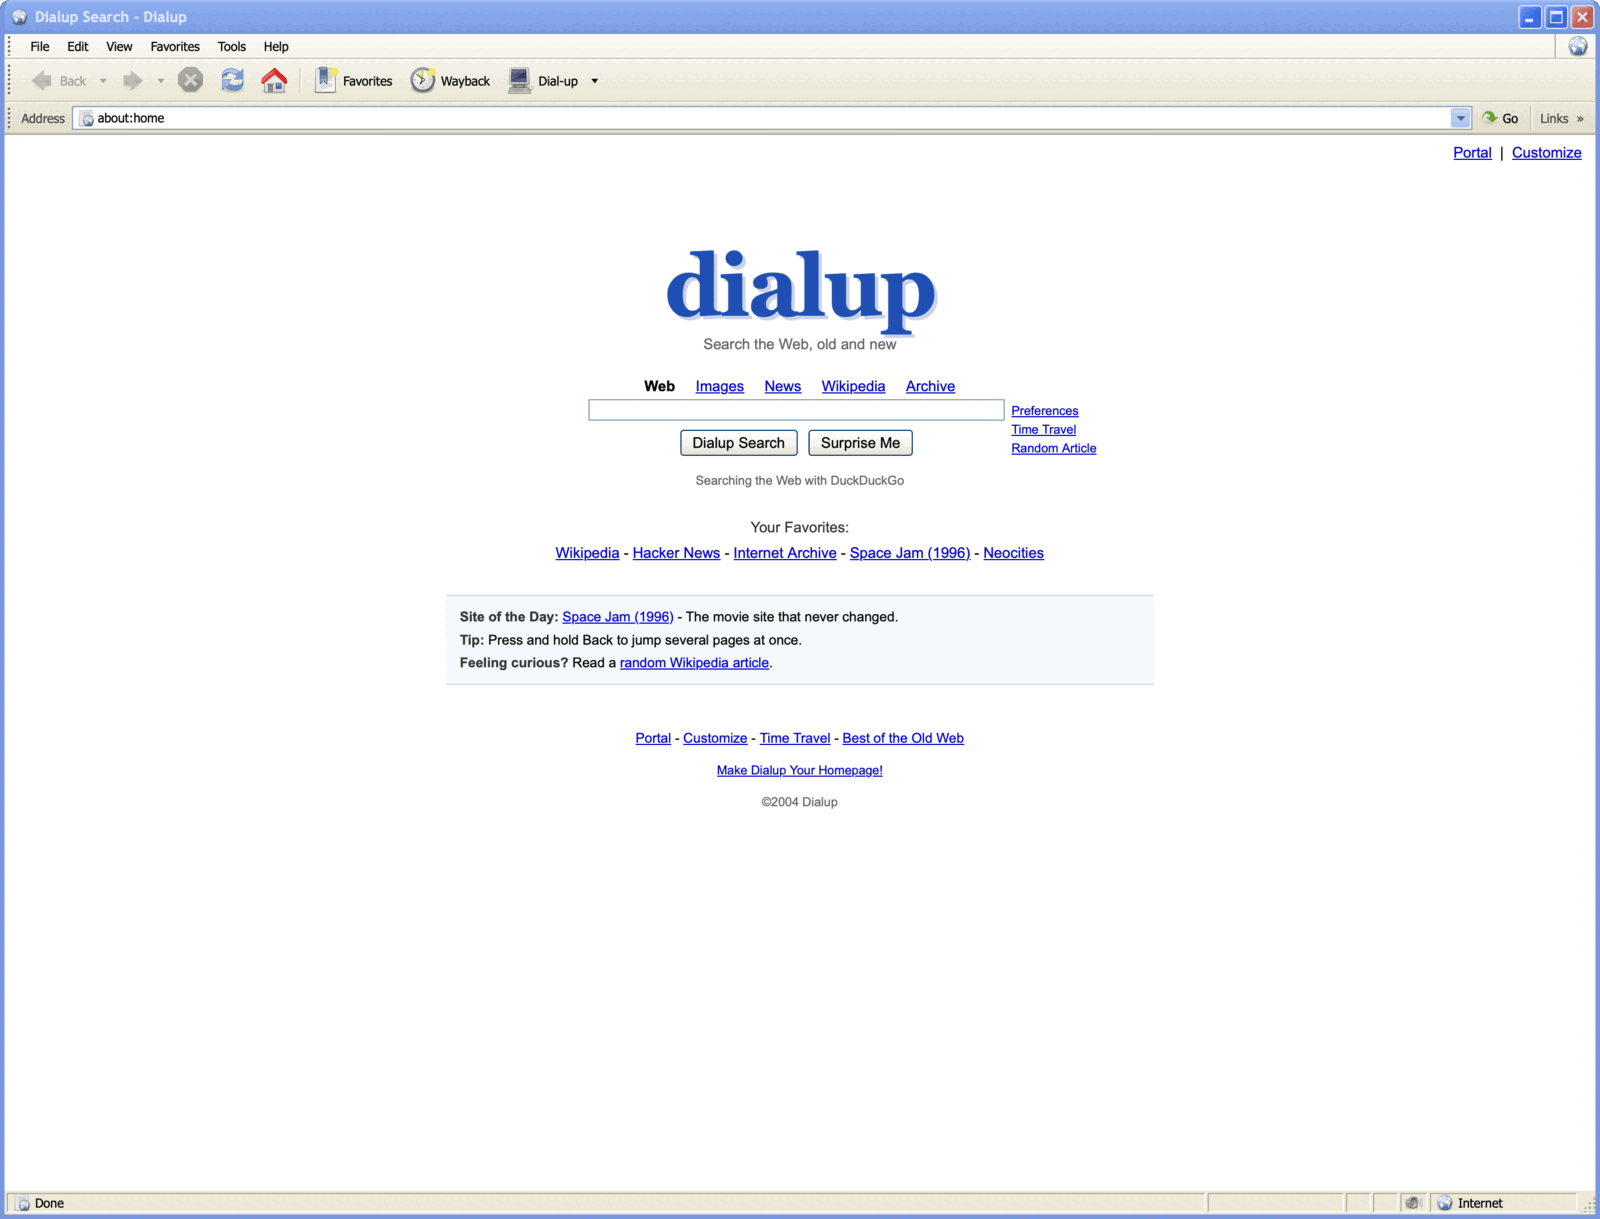 Dialup Search - Dialup
File Edit View Favorites Tools Help
Back Favorites Wayback Dial-up
Address about:home Go Links »
Portal | Customize
dialup
Search the Web, old and new
Web Images News Wikipedia Archive
Preferences
Time Travel
Dialup Search Surprise Me
Random Article
Searching the Web with DuckDuckGo
Your Favorites:
Wikipedia - Hacker News - Internet Archive - Space Jam (1996) - Neocities
Site of the Day: Space Jam (1996) - The movie site that never changed.
Tip: Press and hold Back to jump several pages at once.
Feeling curious? Read a random Wikipedia article.
Portal - Customize - Time Travel - Best of the Old Web
Make Dialup Your Homepage!
©2004 Dialup
Done Internet